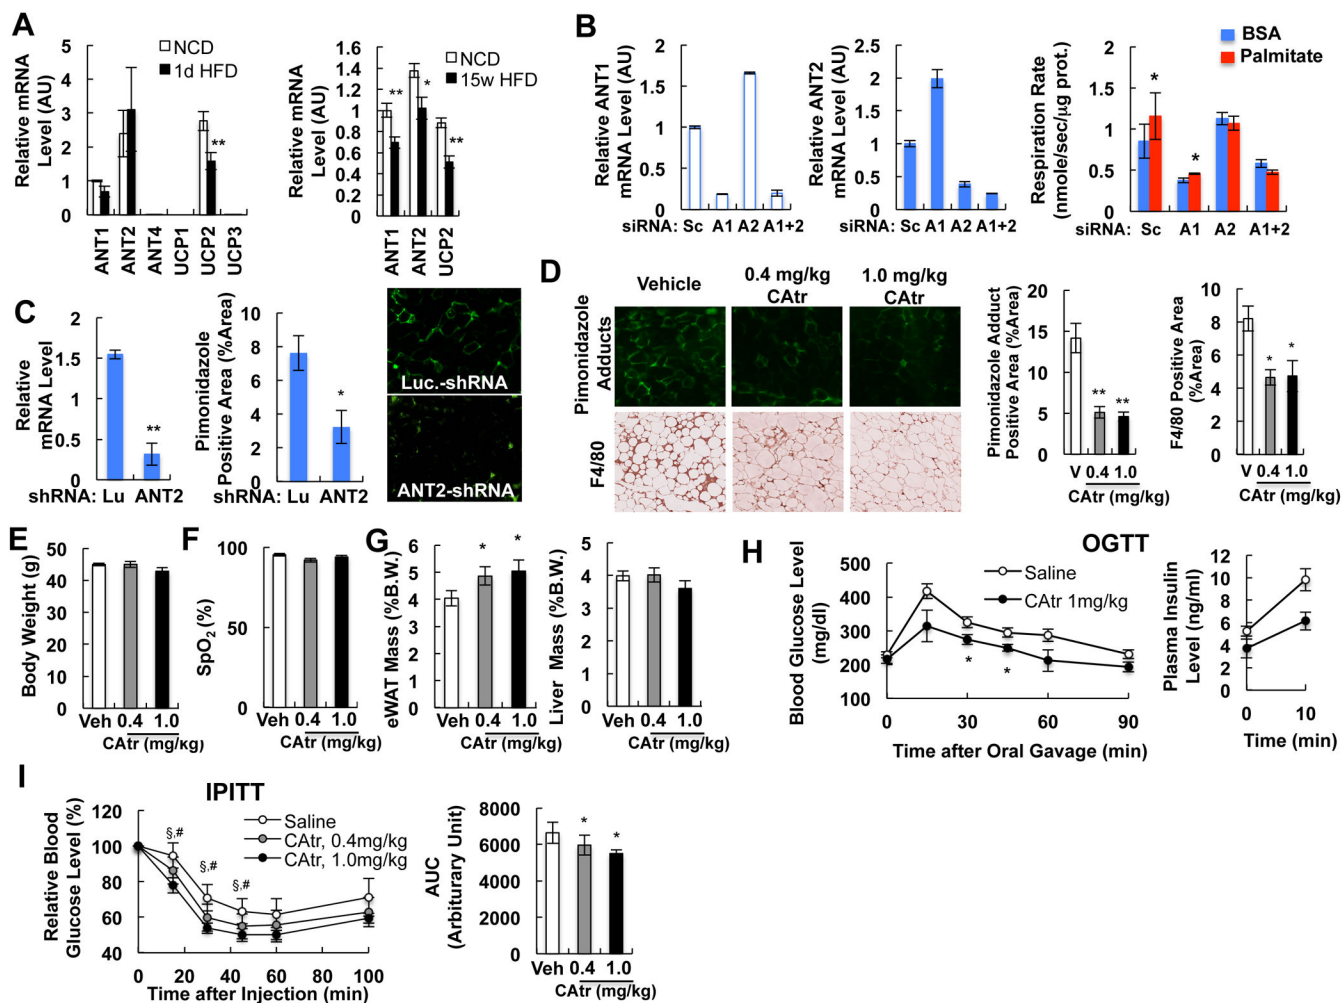 A
Relative mRNA
Level (AU)
5
4
3
2
1
0
NCD
1d HFD
**
ANT1
ANT2
ANT4
UCP1
UCP2
UCP3
Relative mRNA
Level (AU)
1.6
1.4
1.2
1
0.8
0.6
0.4
0.2
0
NCD
15w HFD
**
*
**
ANT1
ANT2
UCP2
B
Relative ANT1
mRNA Level (AU)
2
1.5
1
0.5
0
siRNA: Sc A1 A2 A1+2
Relative ANT2
mRNA Level (AU)
2.5
2
1.5
1
0.5
0
siRNA: Sc A1 A2 A1+2
BSA
Palmitate
Respiration Rate
(nmole/sec/µg prot.)
2
1.5
1
0.5
0
*
*
siRNA: Sc A1 A2 A1+2
C
Relative
mRNA Level
2
1.5
1
0.5
0
**
shRNA: Lu ANT2
Pimonidazole
Positive Area (%Area)
10
8
6
4
2
0
*
shRNA: Lu ANT2
Luc.-shRNA
ANT2-shRNA
D
Vehicle
0.4 mg/kg
CAtr
1.0 mg/kg
CAtr
Pimonidazole
Adducts
F4/80
Pimonidazole Adduct
Positive Area (%Area)
20
15
10
5
0
**
**
V 0.4 1.0
CAtr (mg/kg)
F4/80 Positive Area
(%Area)
10
8
6
4
2
0
*
*
V 0.4 1.0
CAtr (mg/kg)
E
Body Weight (g)
50
40
30
20
10
0
Veh 0.4 1.0
CAtr (mg/kg)
F
SpO2 (%)
100
50
0
Veh 0.4 1.0
CAtr (mg/kg)
G
eWAT Mass (%B.W.)
6
5
4
3
2
1
0
*
*
Veh 0.4 1.0
CAtr (mg/kg)
Liver Mass (%B.W.)
5
4
3
2
1
0
Veh 0.4 1.0
CAtr (mg/kg)
H
OGTT
Blood Glucose Level
(mg/dl)
500
400
300
200
100
Saline
CAtr 1mg/kg
*
*
0 30 60 90
Time after Oral Gavage (min)
Plasma Insulin
Level (ng/ml)
12
10
8
6
4
2
0
0 10
Time (min)
I
IPITT
Relative Blood
Glucose Level (%)
120
100
80
60
40
§,#
§,#
§,#
Saline
CAtr, 0.4mg/kg
CAtr, 1.0mg/kg
0 20 40 60 80 100
Time after Injection (min)
AUC
(Arbiturary Unit)
8000
6000
4000
2000
0
*
*
Veh 0.4 1.0
CAtr (mg/kg)